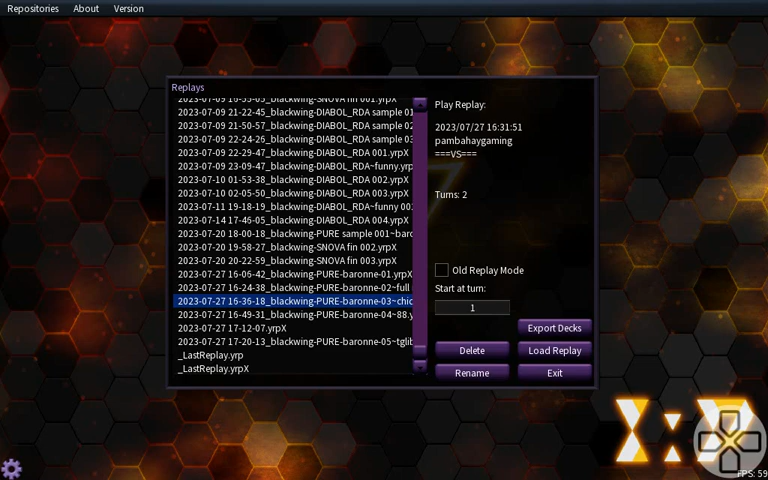 Repositories About Version
Replays
2023-07-09 16-55-05_blackwing-SNOVA fin 001.yrpX
2023-07-09 21-22-45_blackwing-DIABOL_RDA sample 01
2023-07-09 21-50-57_blackwing-DIABOL_RDA sample 02
2023-07-09 22-24-26_blackwing-DIABOL_RDA sample 03
2023-07-09 22-29-47_blackwing-DIABOL_RDA 001.yrpX
2023-07-09 23-09-47_blackwing-DIABOL_RDA~funny.yrp
2023-07-10 01-53-38_blackwing-DIABOL_RDA 002.yrpX
2023-07-10 02-05-50_blackwing-DIABOL_RDA 003.yrpX
2023-07-11 19-18-19_blackwing-DIABOL_RDA~funny 00
2023-07-14 17-46-05_blackwing-DIABOL_RDA 004.yrpX
2023-07-20 18-00-18_blackwing-PURE sample 001~baro
2023-07-20 19-58-27_blackwing-SNOVA fin 002.yrpX
2023-07-20 20-22-59_blackwing-SNOVA fin 003.yrpX
2023-07-27 16-06-42_blackwing-PURE-baronne-01.yrpX
2023-07-27 16-24-38_blackwing-PURE-baronne-02~full
2023-07-27 16-36-18_blackwing-PURE-baronne-03~chic
2023-07-27 16-49-31_blackwing-PURE-baronne-04~88.y
2023-07-27 17-12-07.yrpX
2023-07-27 17-20-13_blackwing-PURE-baronne-05~tglib
_LastReplay.yrp
_LastReplay.yrpX
Play Replay:
2023/07/27 16:31:51
pambahaygaming
===VS===
Turns: 2
Old Replay Mode
Start at turn:
1
Export Decks
Delete Load Replay
Rename Exit
FPS: 59